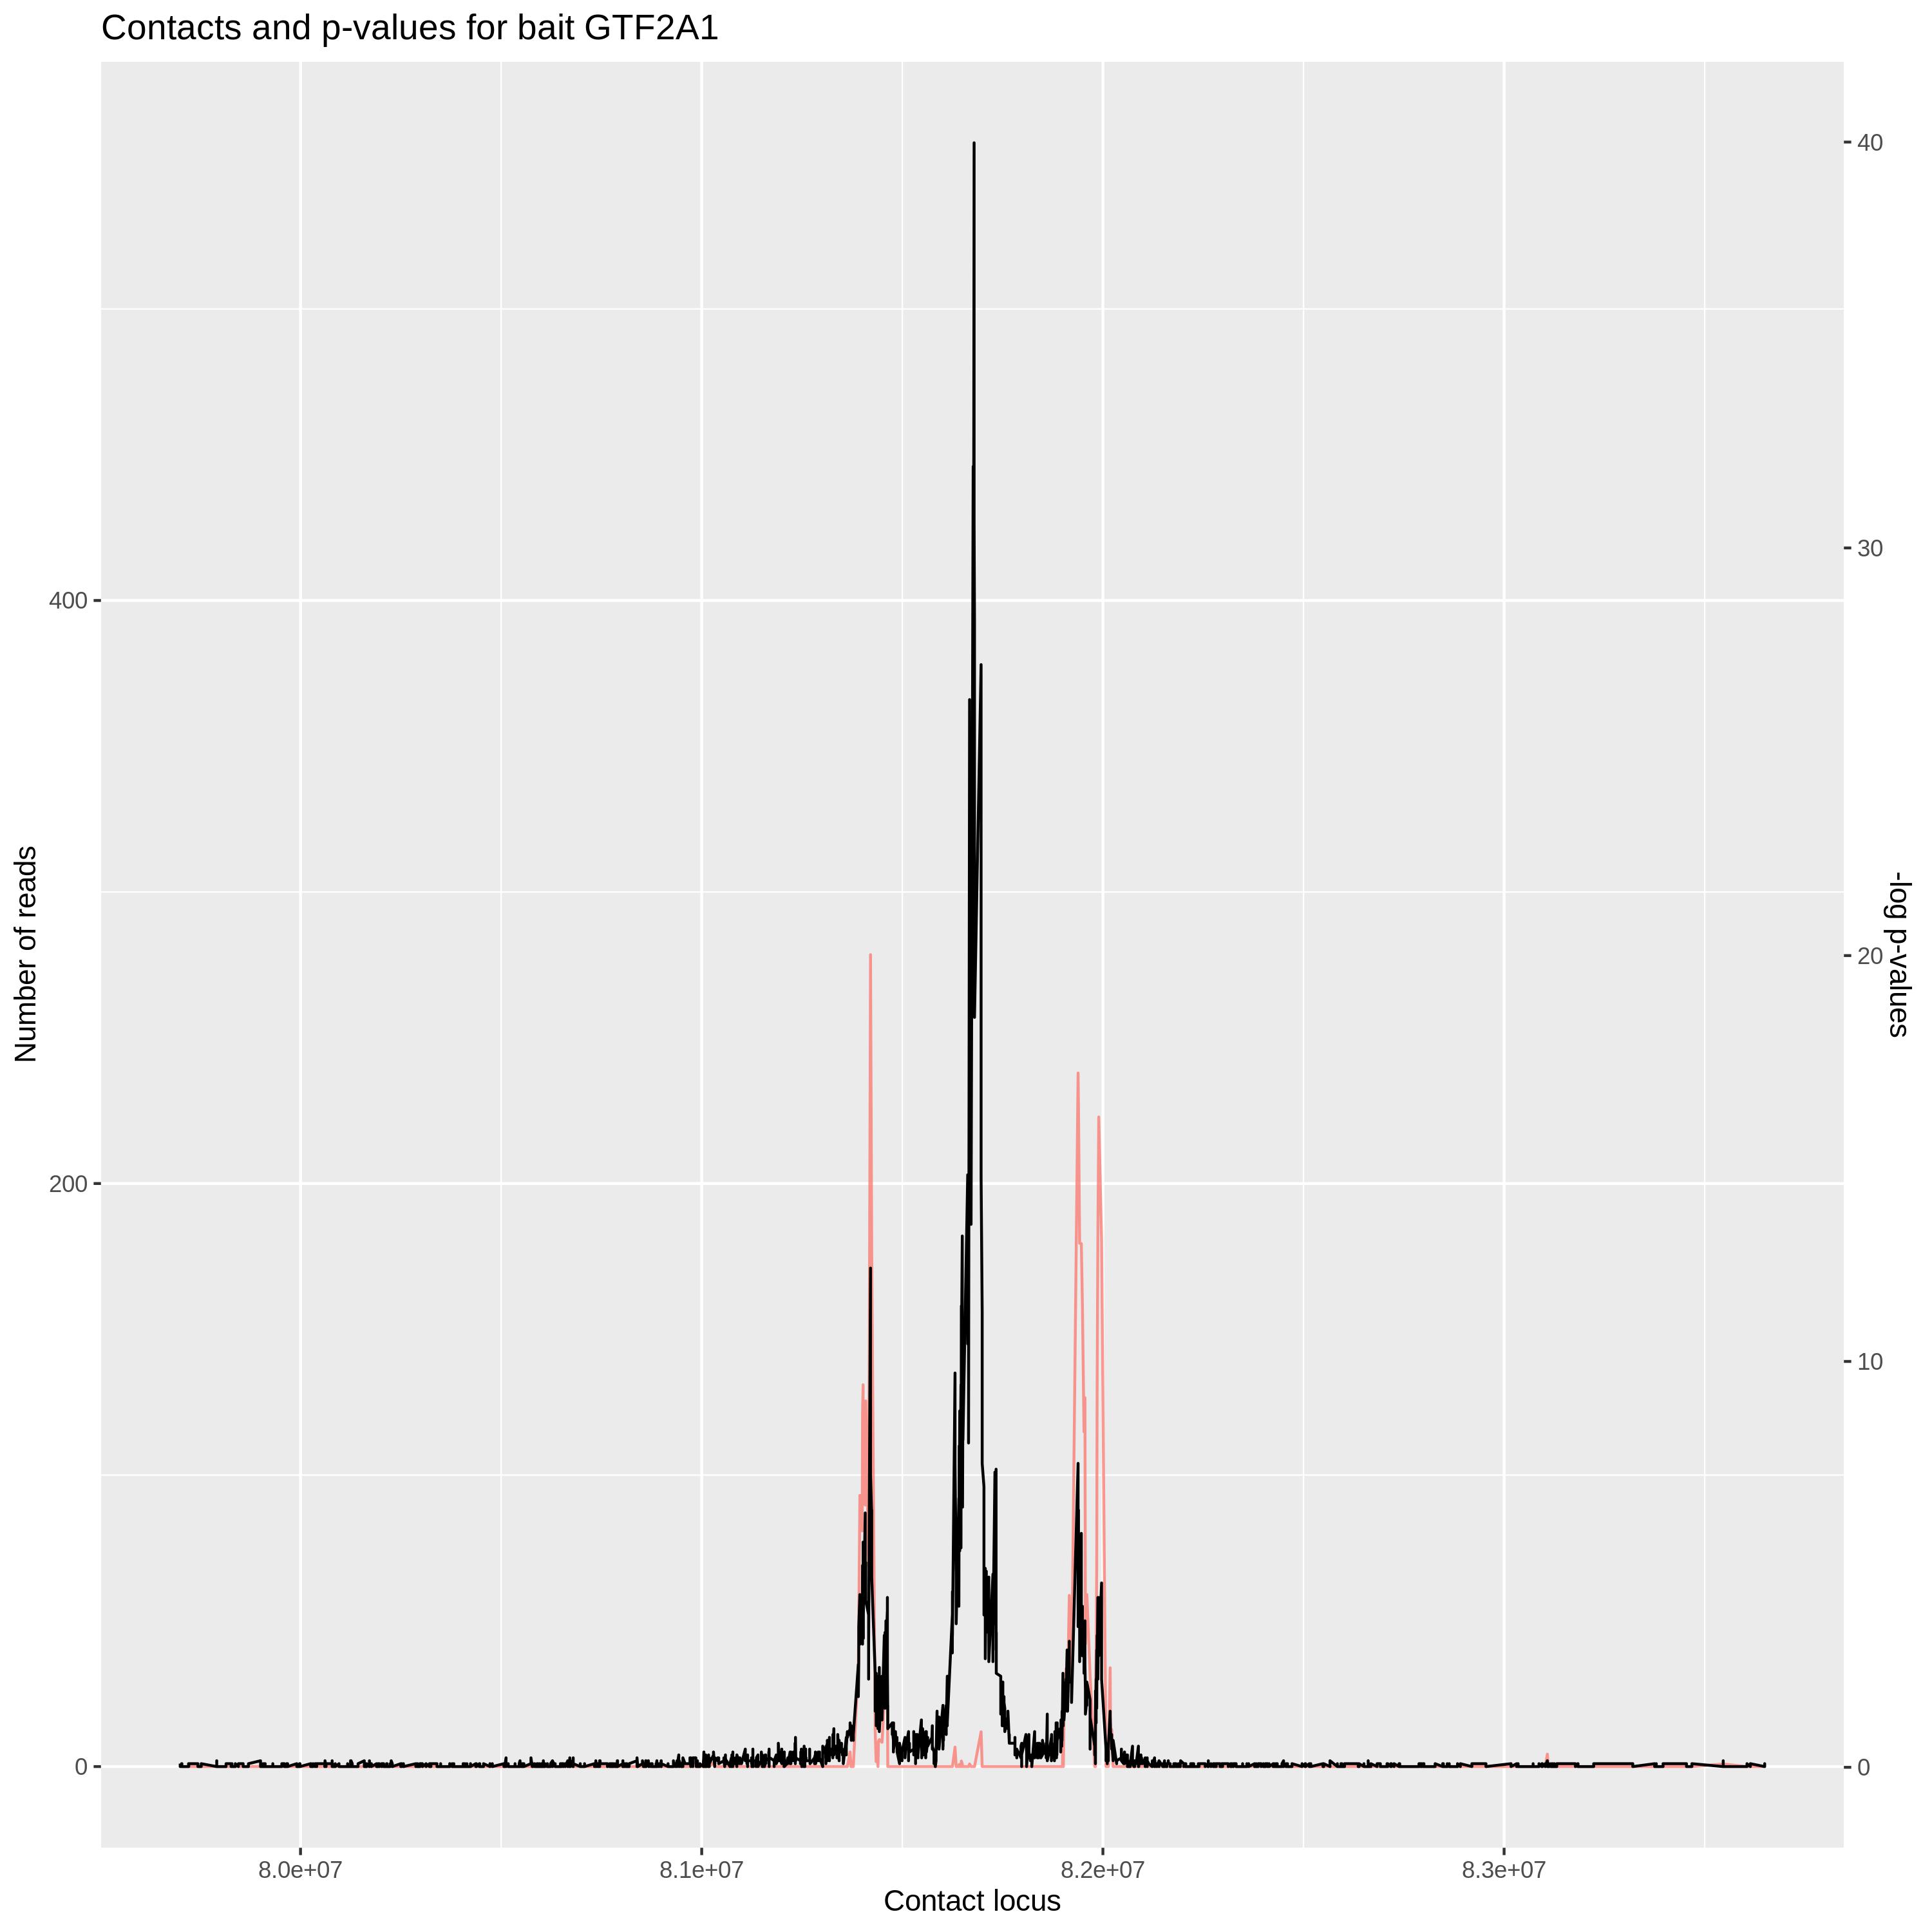 Contacts and p-values for bait GTF2A1
40
30
400
Number of reads
-log p-values
20
200
10
0
0
8.0e+07
8.1e+07
8.2e+07
8.3e+07
Contact locus